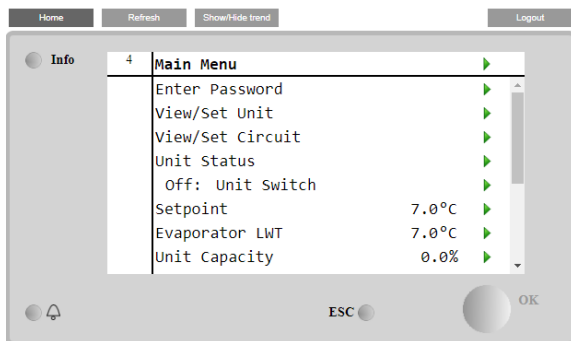 Home Refresh Show/Hide trend Logout
Info
4 Main Menu
Enter Password
View/Set Unit
View/Set Circuit
Unit Status
Off: Unit Switch
Setpoint 7.0°C
Evaporator LWT 7.0°C
Unit Capacity 0.0%
ESC OK